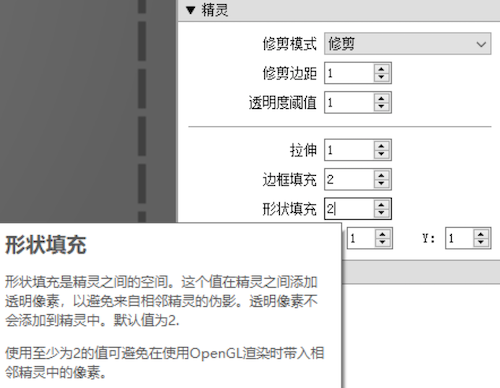 ▼ 精灵
修剪模式 修剪
修剪边距 1
透明度阈值 1
拉伸 1
边框填充 2
形状填充 2
1 Y: 1
形状填充
形状填充是精灵之间的空间。这个值在精灵之间添加
透明像素，以避免来自相邻精灵的伪影。透明像素不
会添加到精灵中。默认值为2.
使用至少为2的值可避免在使用OpenGL渲染时带入相
邻精灵中的像素。